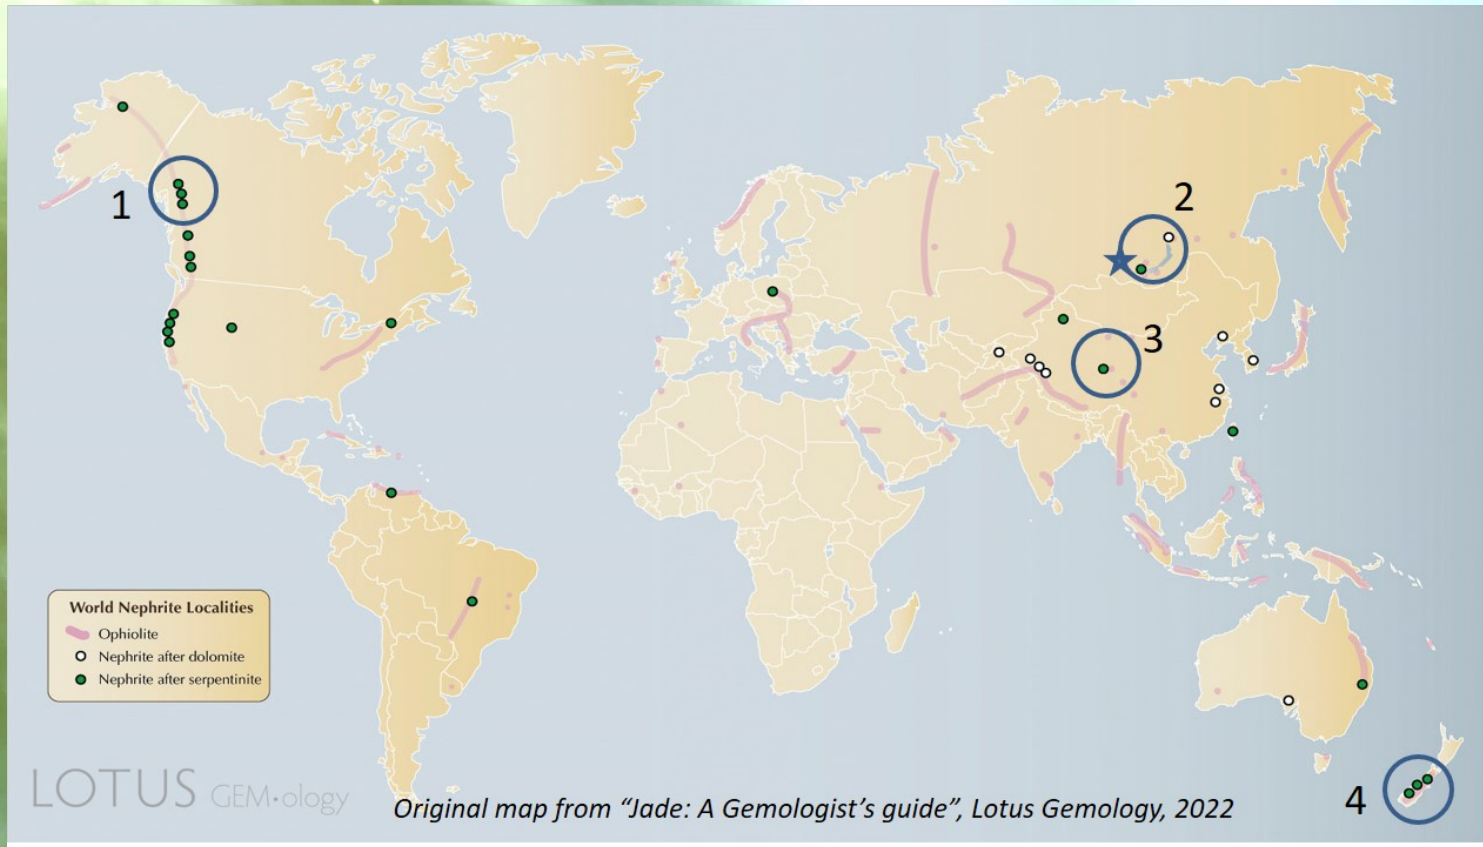 1
2
3
World Nephrite Localities
Ophiolite
Nephrite after dolomite
Nephrite after serpentinite
LOTUS GEM•ology
Original map from “Jade: A Gemologist’s guide”, Lotus Gemology, 2022
4